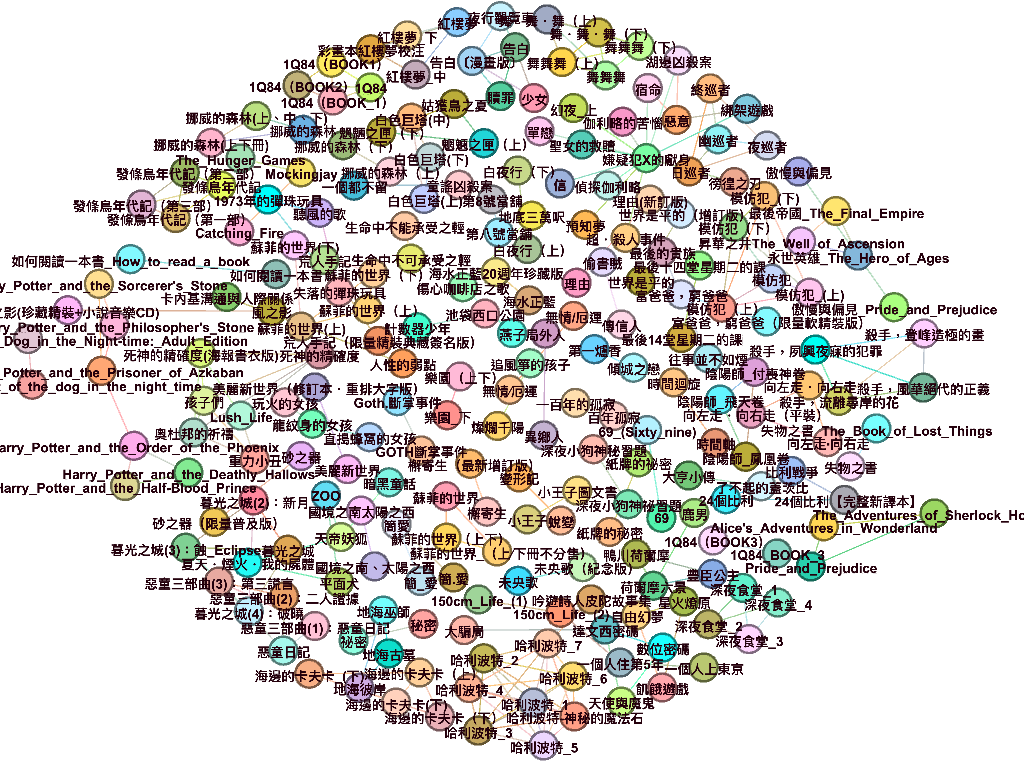 夜行觀覽車
紅樓夢
舞‧舞‧舞（上）
舞‧舞‧舞（下）
紅樓夢_下
彩畫本紅樓夢校注
告白
舞舞舞（下）
告白〔漫畫版〕
舞舞舞（上）
湖邊凶殺案
1Q84（BOOK1）
紅樓夢_中
舞舞舞
1Q84（BOOK2）
1Q84
宿命
終巡者
1Q84（BOOK_1）
贖罪
少女
姑獲鳥之夏
幻夜_上
綁架遊戲
挪威的森林(上、中、下)
白色巨塔(中)
伽利略的苦惱
惡意
挪威的森林
魍魎之匣（下）
單戀
幽巡者
挪威的森林(上下冊)
挪威的森林（下）
魍魎之匣（上）
聖女的救贖
夜巡者
The_Hunger_Games
白色巨塔(下)
嫌疑犯X的獻身
發條鳥年代記（第二部）
Mockingjay
挪威的森林（上）
白夜行（下）
日巡者
傲慢與偏見
發條鳥年代記
一個都不留
童謠凶殺案
信
偵探伽利略
徬徨之刃
發條鳥年代記（第三部）
1973年的彈珠玩具
白色巨塔(上)
第8號當舖
理由(新訂版)
模仿犯（下）
發條鳥年代記（第一部）
聽風的歌
地底三萬呎
世界是平的（增訂版）
最後帝國_The_Final_Empire
Catching_Fire
生命中不能承受之輕
第八號當舖
預知夢
模仿犯（下）
蘇菲的世界(下)
超‧殺人事件
昇華之井The_Well_of_Ascension
如何閱讀一本書_How_to_read_a_book
荒人手記
生命中不可承受之輕
白夜行（上）
最後的貴族
永世英雄_The_Hero_of_Ages
如何閱讀一本書
蘇菲的世界（下）
海水正藍20週年珍藏版
偷書賊
最後十四堂星期二的課
Harry_Potter_and_the_Sorcerer's_Stone
失落的彈珠玩具
傷心咖啡店之歌
理由
世界是平的
卡內基溝通與人際關係
富爸爸，窮爸爸
模仿犯_(上)
風之影(珍藏精裝+小說音樂CD)
風之影
蘇菲的世界（上）
池袋西口公園
海水正藍
模仿犯（上）
傲慢與偏見_Pride_and_Prejudice
Harry_Potter_and_the_Philosopher's_Stone
蘇菲的世界(上)
計數器少年
燕子
局外人
無情/厄運
傳信人
富爸爸，窮爸爸（限量軟精裝版）
殺手，登峰造極的畫
荒人手記（限量精裝典藏簽名版）
第一爐香
最後14堂星期二的課
殺手，夙興夜寐的犯罪
死神的精確度(海報書衣版)
死神的精確度
人性的弱點
追風箏的孩子
傾城之戀
往事並不如煙
Harry_Potter_and_the_Prisoner_of_Azkaban
樂園（上下）
陰陽師_付喪神卷
美麗新世界（修訂本‧重排大字版）
無情/厄運
時間迴旋
向左走‧向右走
殺手，風華絕代的正義
孩子們
玩火的女孩
Goth斷掌事件
陰陽師_飛天卷
殺手，流離尋岸的花
Lush_Life
樂園_下
燦爛千陽
百年的孤寂
向左走‧向右走（平裝）
龍紋身的女孩
百年孤寂
失物之書_The_Book_of_Lost_Things
奧杜邦的祈禱
直搗蜂窩的女孩
異鄉人
69_(Sixty_nine)
時間軸
向左走‧向右走
Harry_Potter_and_the_Order_of_the_Phoenix
砂之器
GOTH斷掌事件
深夜小狗神秘習題
陰陽師_鳳凰卷
重力小丑
美麗新世界
橡寄生（最新增訂版）
紙牌的秘密
比利戰爭
失物之書
Harry_Potter_and_the_Deathly_Hallows
暗黑童話
變形記
大亨小傳
了不起的蓋茨比
Harry_Potter_and_the_Half-Blood_Prince
ZOO
小王子圖文書
24個比利
24個比利【完整新譯本】
暮光之城(2)：新月
國境之南太陽之西
蘇菲的世界
槲寄生
深夜小狗神祕習題
砂之器（限量普及版）
簡愛
小王子
蛻變
69
鹿男
Alice's_Adventures_in_Wonderland
天帝妖狐
紙牌的秘密
1Q84（BOOK3）
暮光之城(3)：蝕_Eclipse
暮光之城
蘇菲的世界（上下）
1Q84_BOOK_3
夏天‧煙火‧我的屍體
蘇菲的世界_（上下冊不分售）
鴨川荷爾摩
Pride_and_Prejudice
國境之南、太陽之西
未央歌（紀念版）
惡童三部曲(3)：第三謊言
平面犬
簡_愛
簡.愛
未央歌
豐臣公主
荷爾摩六景
深夜食堂_1
惡童三部曲(2)：二人證據
150cm_Life_(1)
深夜食堂_4
暮光之城(4)：破曉
地海巫師
150cm_Life_(2)
自由幻夢
星火燎原
惡童三部曲(1)：惡童日記
秘密
大騙局
達文西密碼
深夜食堂_2
祕密
哈利波特_7
數位密碼
深夜食堂_3
惡童日記
地海古墓
哈利波特_2
一個人住第5年
一個人上東京
海邊的卡夫卡（下）
海邊的卡夫卡（上）
哈利波特_6
地海彼岸
哈利波特_4
飢餓遊戲
海邊的卡夫卡(下)
哈利波特_1
天使與魔鬼
海邊的卡夫卡（下）
哈利波特-神秘的魔法石
哈利波特_3
哈利波特_5